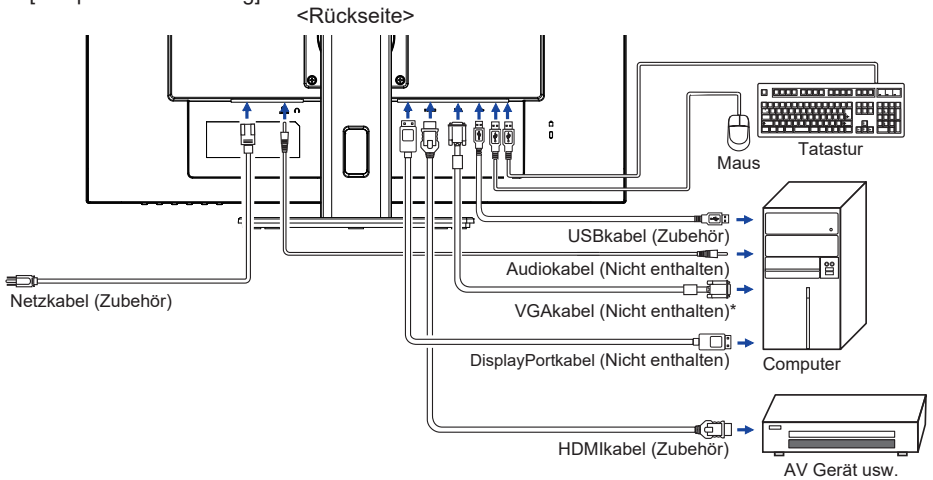 <Rückseite>
Maus
Tatastur
USBkabel (Zubehör)
Audiokabel (Nicht enthalten)
Netzkabel (Zubehör)
VGAkabel (Nicht enthalten)*
DisplayPortkabel (Nicht enthalten)
Computer
HDMIkabel (Zubehör)
AV Gerät usw.